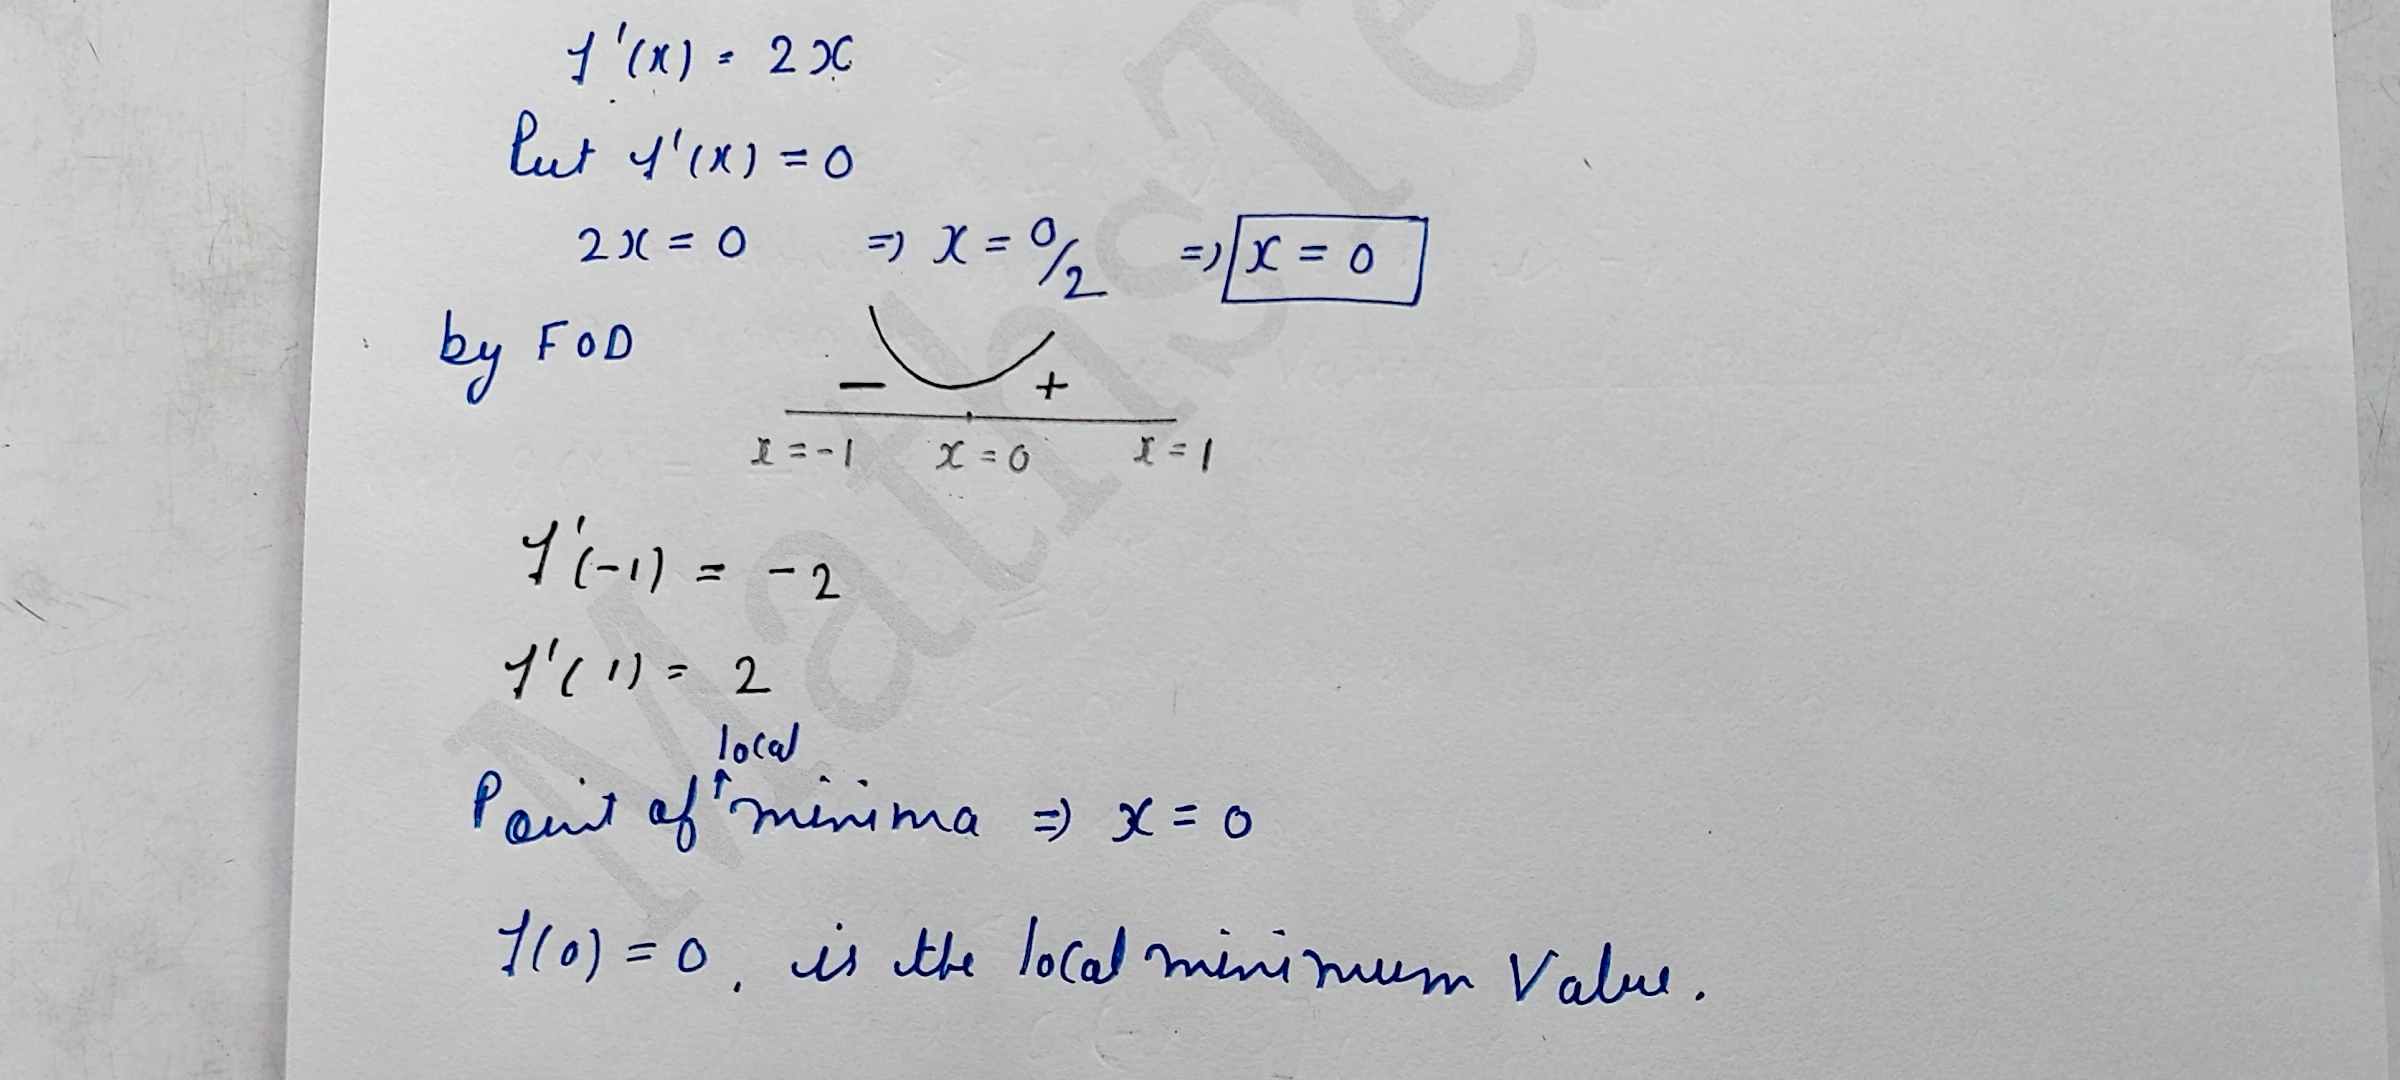 f'(x) = 2x
Put f'(x) = 0
2x = 0 ⇒ x = 0/2 ⇒ x = 0
by FOD
− +
x = -1 x = 0 x = 1
f'(-1) = -2
f'(1) = 2
local
Point of ↑ minima ⇒ x = 0
f(0) = 0, is the local minimum Value.